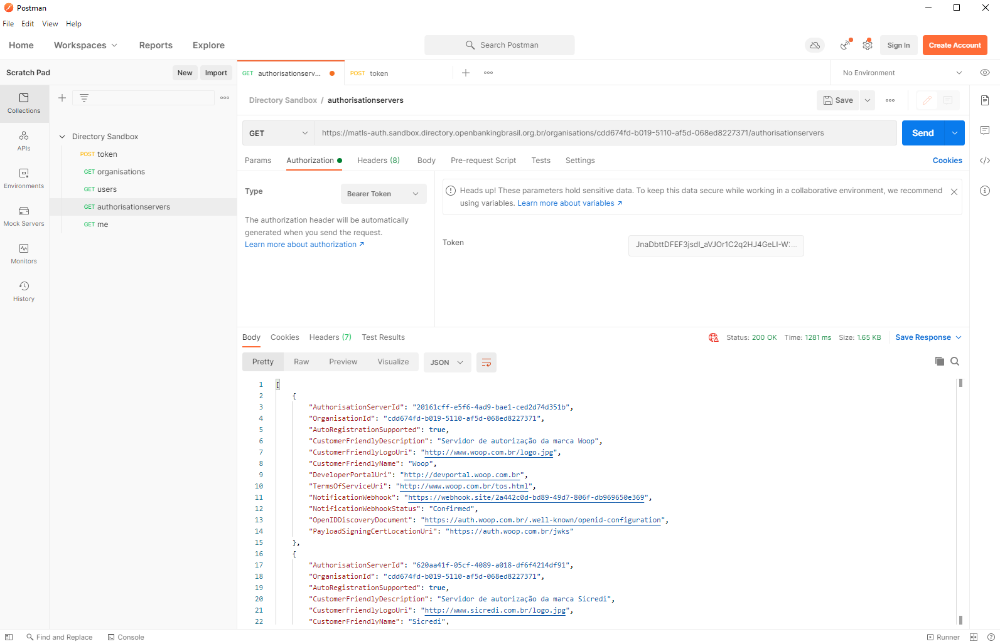 Postman
File Edit View Help
Home Workspaces Reports Explore Search Postman Sign In Create Account
Scratch Pad New Import
GET authorisationserv... POST token No Environment
Collections
APIs
Environments
Mock Servers
Monitors
History
Directory Sandbox
POST token
GET organisations
GET users
GET authorisationservers
GET me
Directory Sandbox / authorisationservers Save
GET https://matls-auth.sandbox.directory.openbankingbrasil.org.br/organisations/cdd674fd-b019-5110-af5d-068ed8227371/authorisationservers Send
Params Authorization Headers (8) Body Pre-request Script Tests Settings Cookies
Type Bearer Token
The authorization header will be automatically
generated when you send the request.
Learn more about authorization ↗
Heads up! These parameters hold sensitive data. To keep this data secure while working in a collaborative environment, we recommend
using variables. Learn more about variables ↗
Token JnaDbttDFEF3jsdI_aVJOr1C2q2HJ4GeLI-W:...
Body Cookies Headers (7) Test Results Status: 200 OK Time: 1281 ms Size: 1.65 KB Save Response
Pretty Raw Preview Visualize JSON
1 [
2 {
3 "AuthorisationServerId": "20161cff-e5f6-4ad9-bae1-ced2d74d351b",
4 "OrganisationId": "cdd674fd-b019-5110-af5d-068ed8227371",
5 "AutoRegistrationSupported": true,
6 "CustomerFriendlyDescription": "Servidor de autorização da marca Woop",
7 "CustomerFriendlyLogoUri": "http://www.woop.com.br/logo.jpg",
8 "CustomerFriendlyName": "Woop",
9 "DeveloperPortalUri": "http://devportal.woop.com.br",
10 "TermsOfServiceUri": "http://www.woop.com.br/tos.html",
11 "NotificationWebhook": "https://webhook.site/2a442c0d-bd89-49d7-806f-db969650e369",
12 "NotificationWebhookStatus": "Confirmed",
13 "OpenIDDiscoveryDocument": "https://auth.woop.com.br/.well-known/openid-configuration",
14 "PayloadSigningCertLocationUri": "https://auth.woop.com.br/jwks"
15 },
16 {
17 "AuthorisationServerId": "620aa41f-05cf-4089-a018-df6f4214df91",
18 "OrganisationId": "cdd674fd-b019-5110-af5d-068ed8227371",
19 "AutoRegistrationSupported": true,
20 "CustomerFriendlyDescription": "Servidor de autorização da marca Sicredi",
21 "CustomerFriendlyLogoUri": "http://www.sicredi.com.br/logo.jpg",
22 "CustomerFriendlyName": "Sicredi",
Find and Replace Console Runner